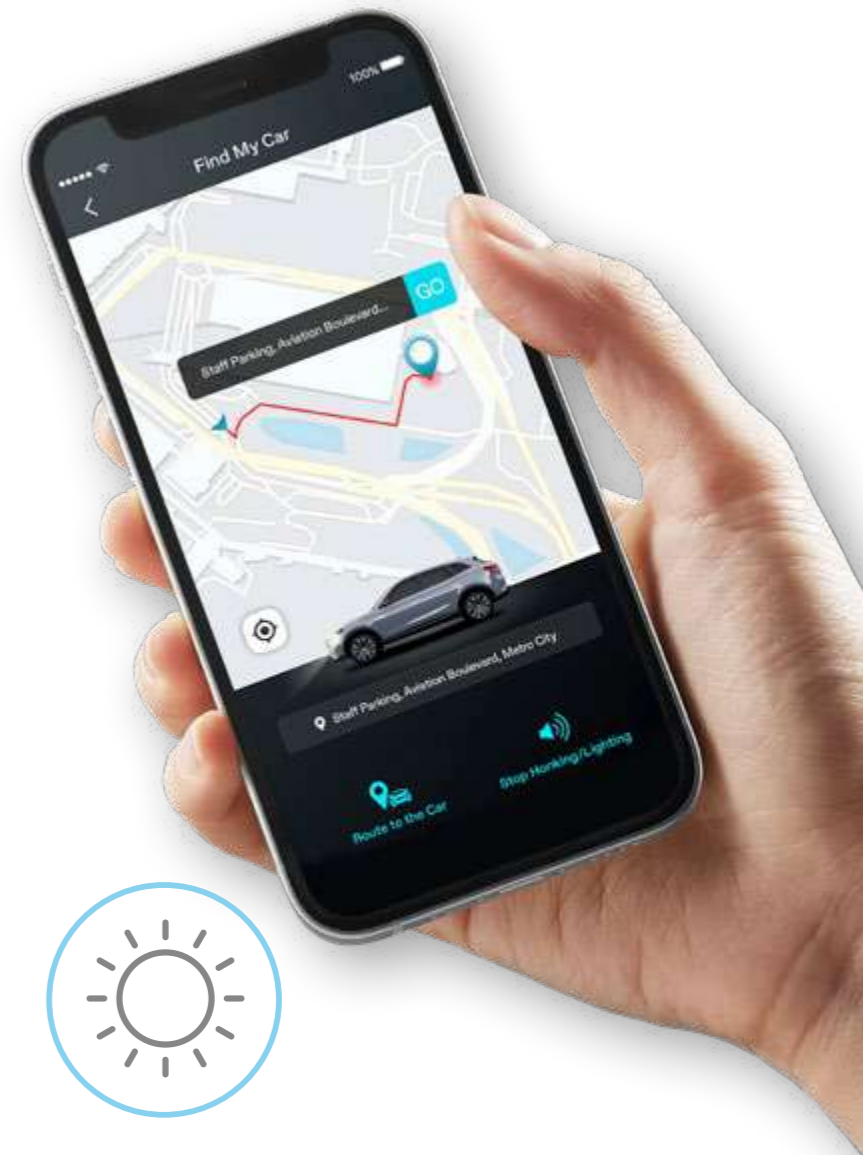 100%
Find My Car
GO
Staff Parking, Aviation Boulevard...
Staff Parking, Aviation Boulevard, Metro City
Route to the Car
Stop Honking/Lighting